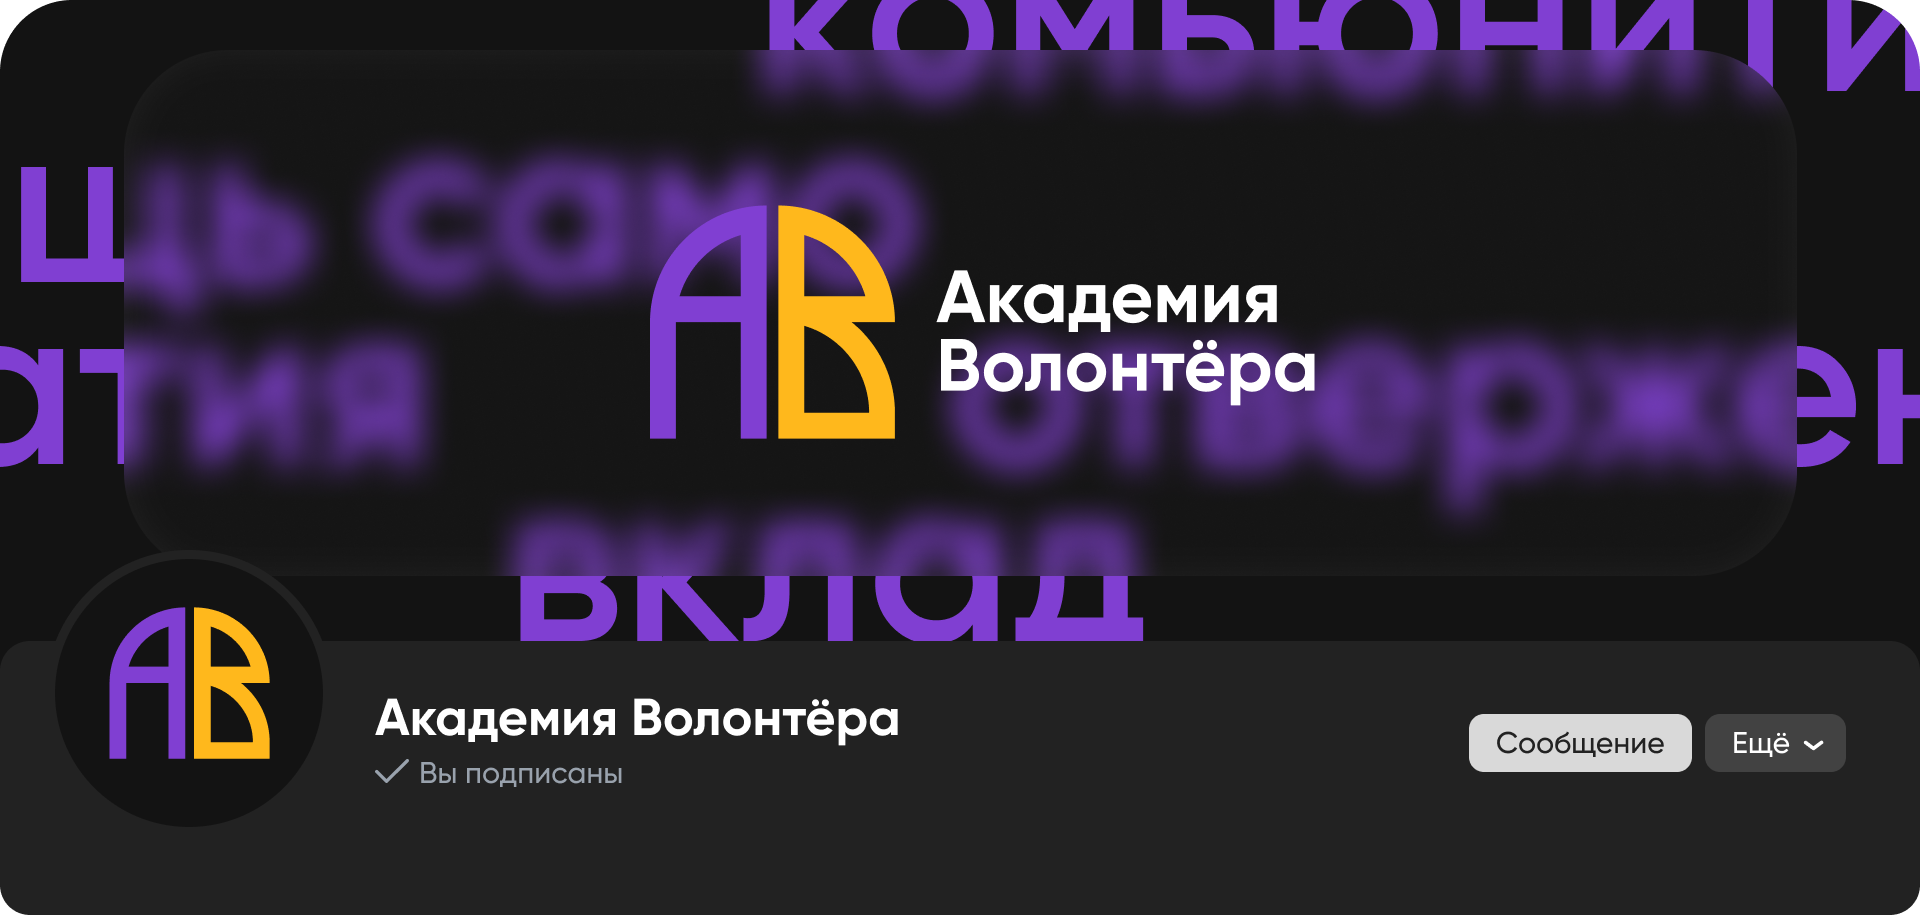 комьюнити
щь само
Академия
Волонтёра
атия
отвержен
вклад
АВ
АВ
Академия Волонтёра
Вы подписаны
Сообщение
Ещё